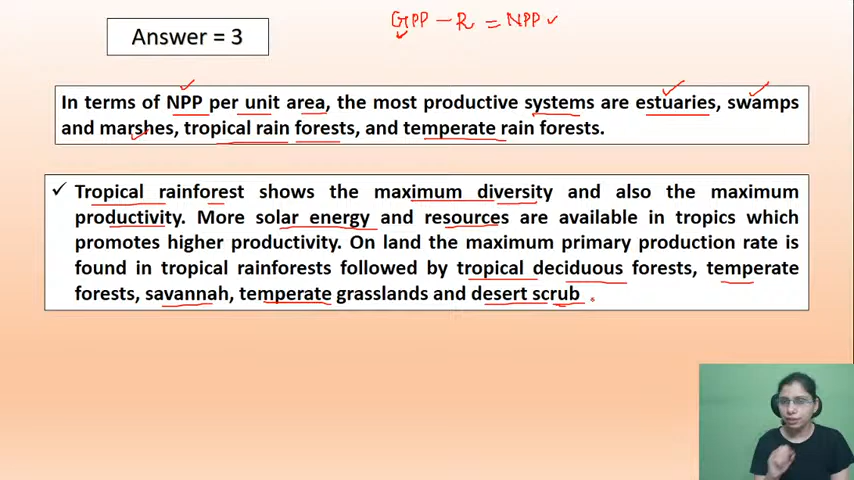 GPP - R = NPP
Answer = 3
In terms of NPP per unit area, the most productive systems are estuaries, swamps
and marshes, tropical rain forests, and temperate rain forests.
✓ Tropical rainforest shows the maximum diversity and also the maximum
productivity. More solar energy and resources are available in tropics which
promotes higher productivity. On land the maximum primary production rate is
found in tropical rainforests followed by tropical deciduous forests, temperate
forests, savannah, temperate grasslands and desert scrub